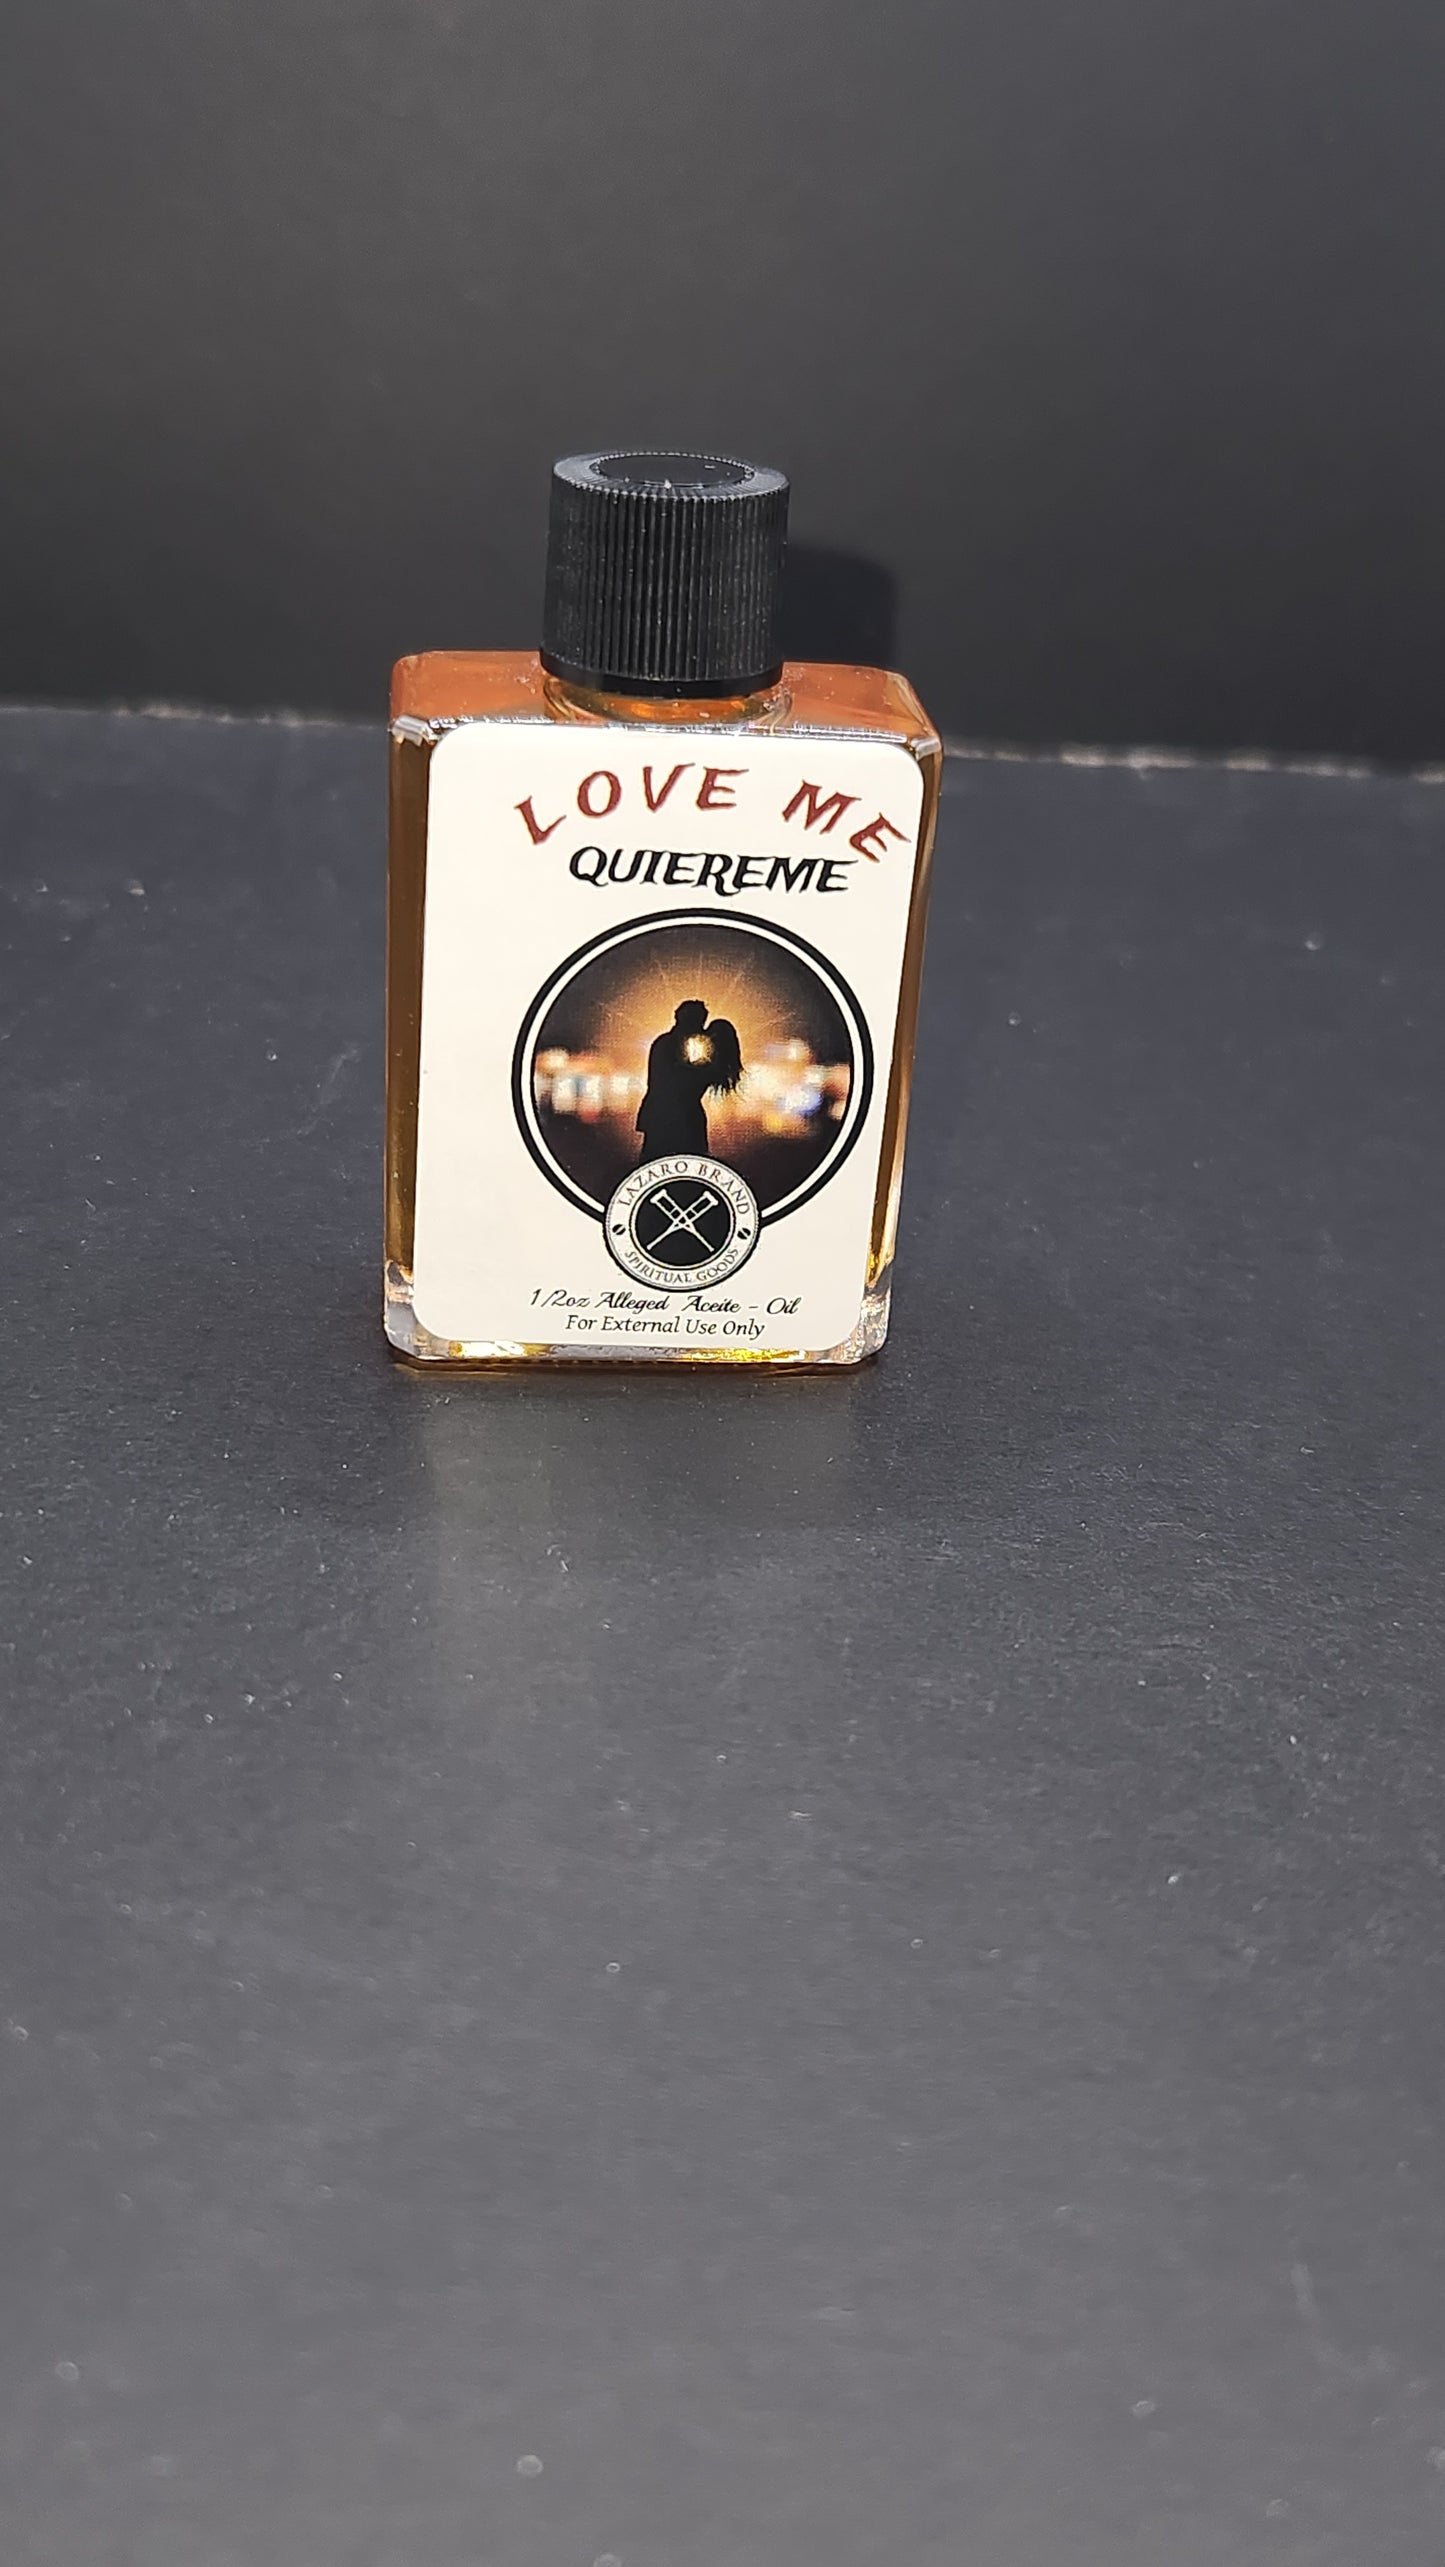 LOVE ME
QUIEREME
LAZARO BRAND
SPIRITUAL GOODS
1/2oz Alleged Aceite - Oil
For External Use Only